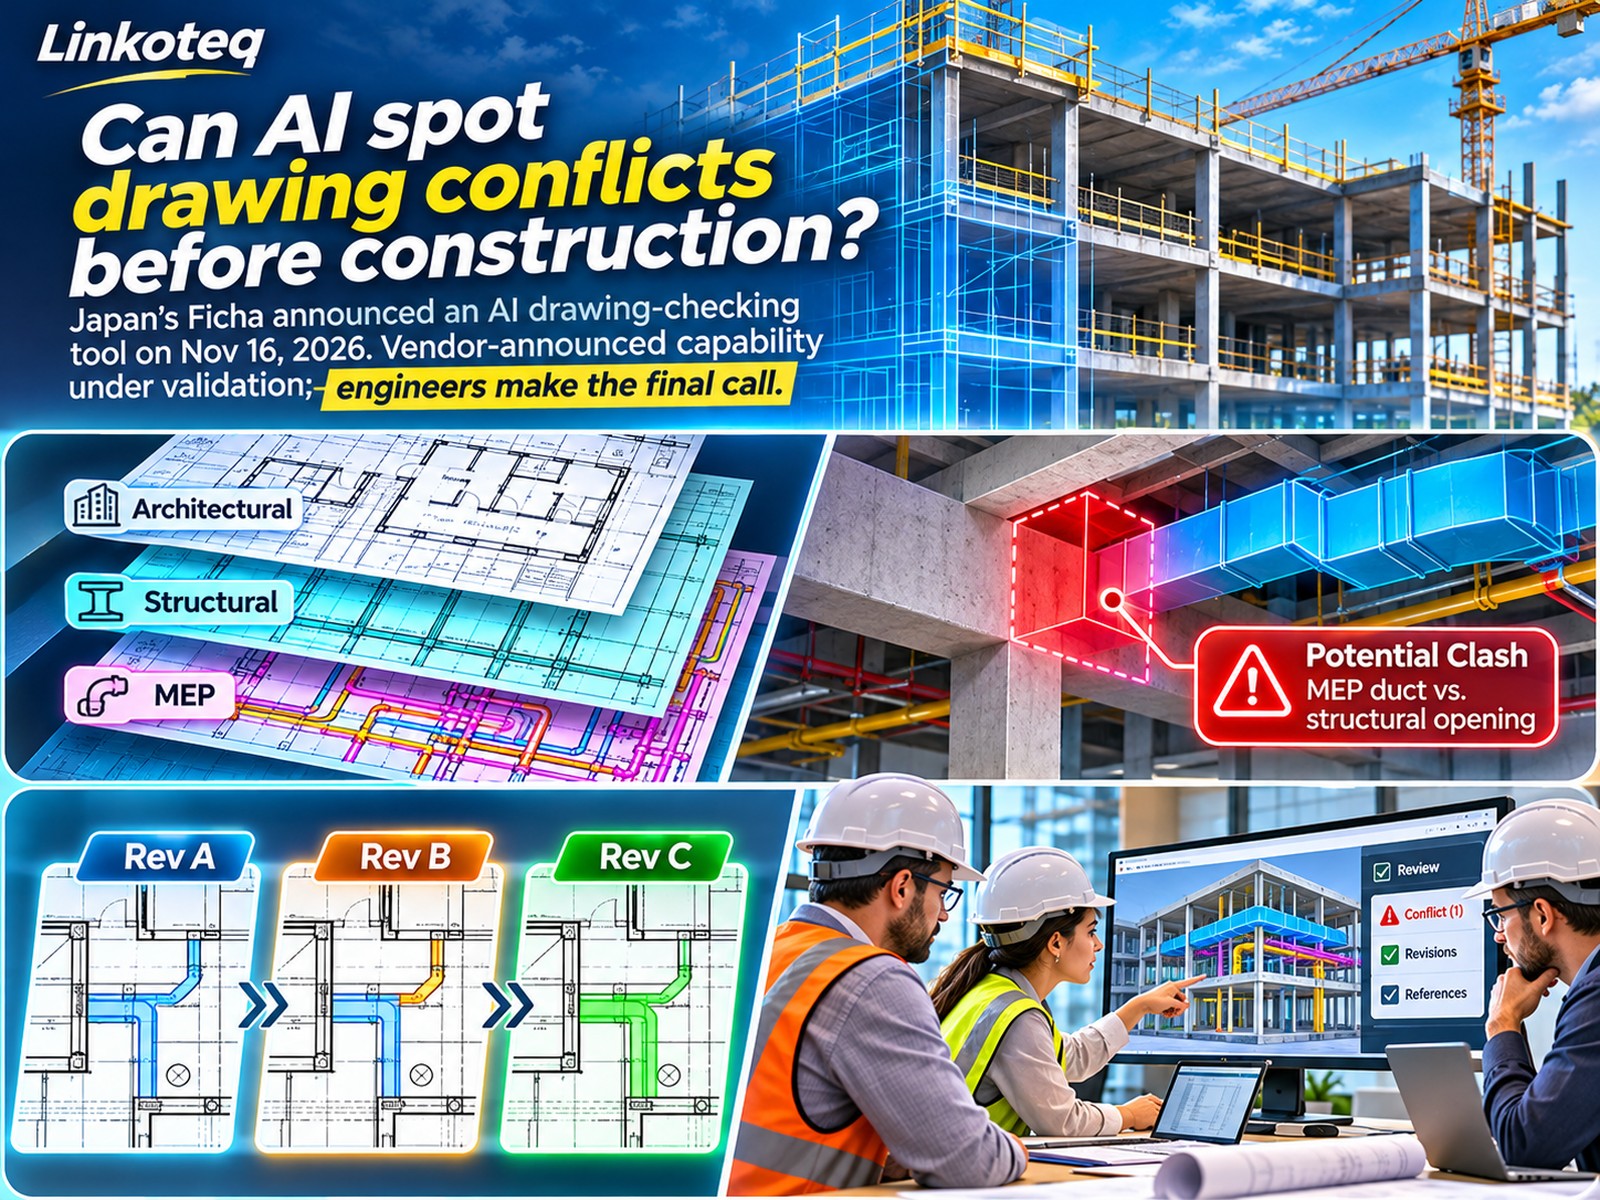 Linkoteq
Can AI spot
drawing conflicts
before construction?
Japan's Ficha announced an AI drawing-checking
tool on Nov 16, 2026. Vendor-announced capability
under validation; engineers make the final call.
Architectural
Structural
MEP
Potential Clash
MEP duct vs.
structural opening
Rev A
Rev B
Rev C
Review
Conflict (1)
Revisions
References